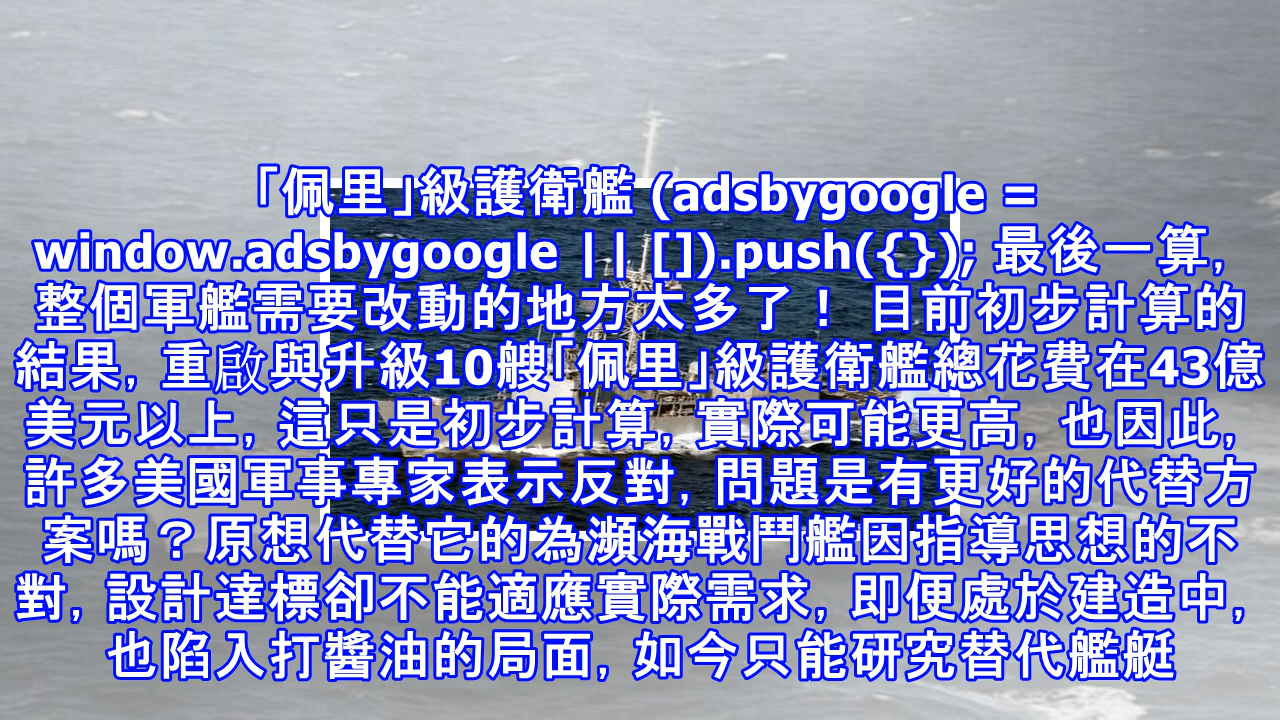 「佩里」級護衛艦 (adsbygoogle =
window.adsbygoogle || []).push({}); 最後一算,
整個軍艦需要改動的地方太多了！ 目前初步計算的
結果, 重啟與升級10艘「佩里」級護衛艦總花費在43億
美元以上, 這只是初步計算, 實際可能更高, 也因此,
許多美國軍事專家表示反對, 問題是有更好的代替方
案嗎？原想代替它的為瀕海戰鬥艦因指導思想的不
對, 設計達標卻不能適應實際需求, 即便處於建造中,
也陷入打醬油的局面, 如今只能研究替代艦艇